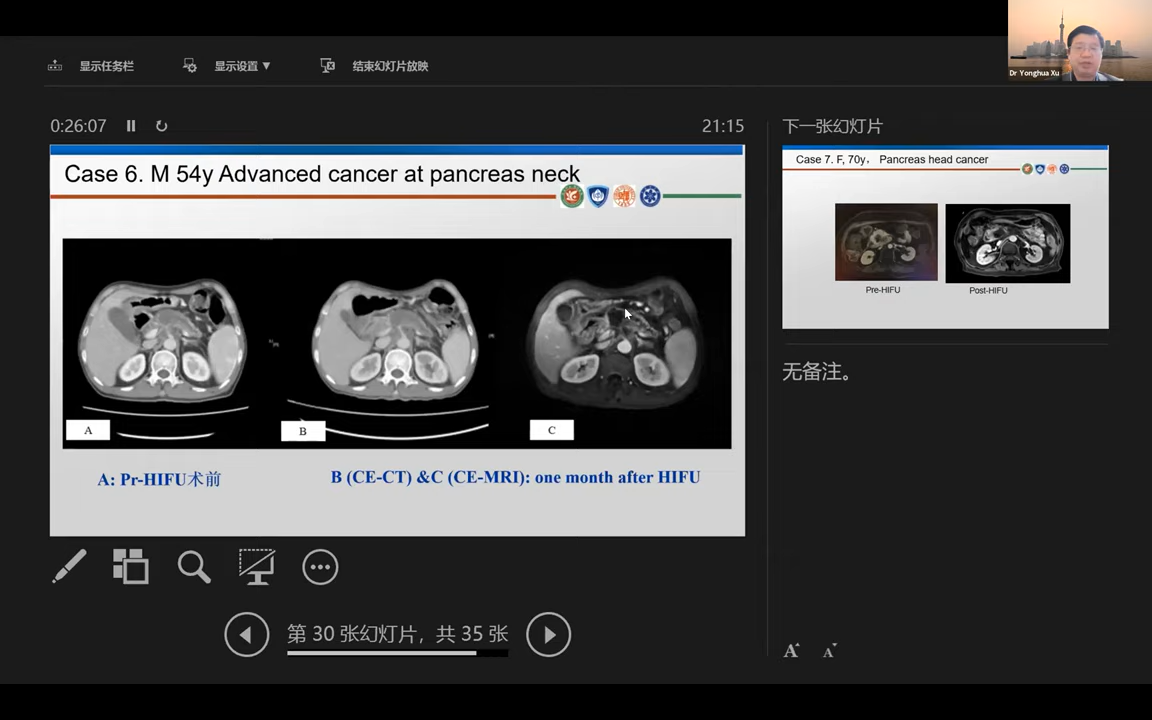 Dr Yonghua Xu
显示任务栏
显示设置 ▼
结束幻灯片放映
0:26:07
21:15
下一张幻灯片
Case 6. M 54y Advanced cancer at pancreas neck
A
B
C
A: Pr-HIFU术前
B (CE-CT) &C (CE-MRI): one month after HIFU
Case 7. F, 70y， Pancreas head cancer
Pre-HIFU
Post-HIFU
无备注。
第 30 张幻灯片，共 35 张
A A